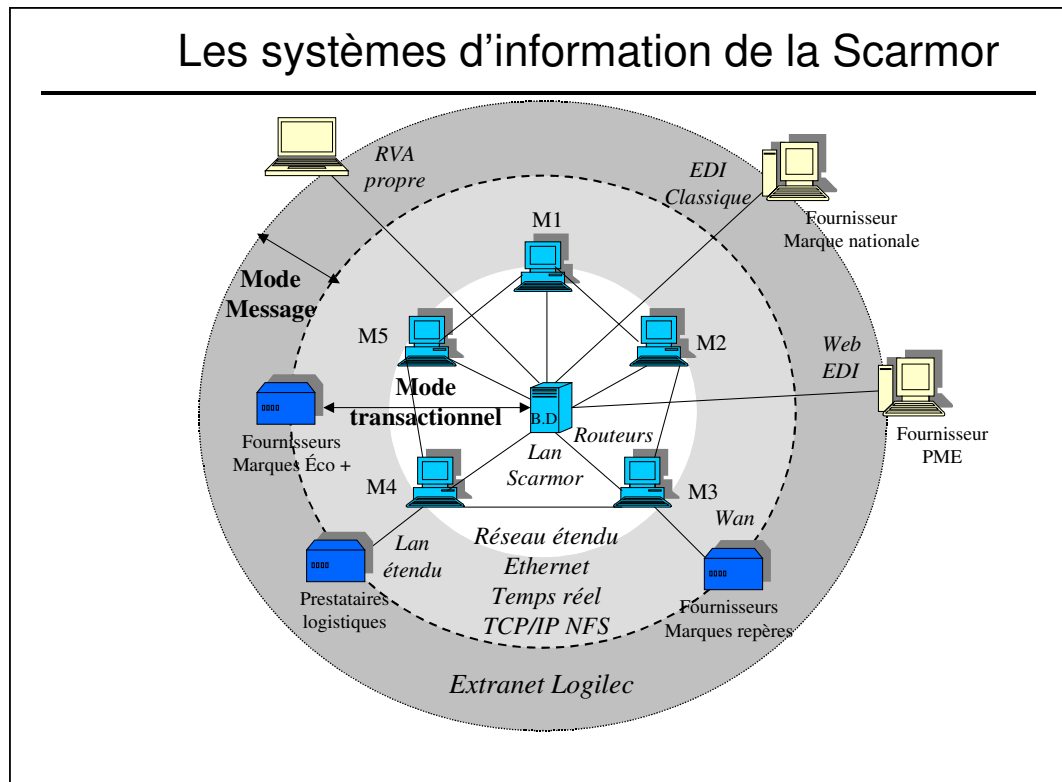 Les systèmes d'information de la Scarmor
RVA
propre
EDI
Classique
Fournisseur
Marque nationale
M1
Mode
Message
M5
M2
Web
EDI
Mode
transactionnel
B.D
Routeurs
Lan
Scarmor
Fournisseurs
Marques Éco +
Fournisseur
PME
M4
M3
Wan
Lan
étendu
Réseau étendu
Ethernet
Temps réel
TCP/IP NFS
Prestataires
logistiques
Fournisseurs
Marques repères
Extranet Logilec